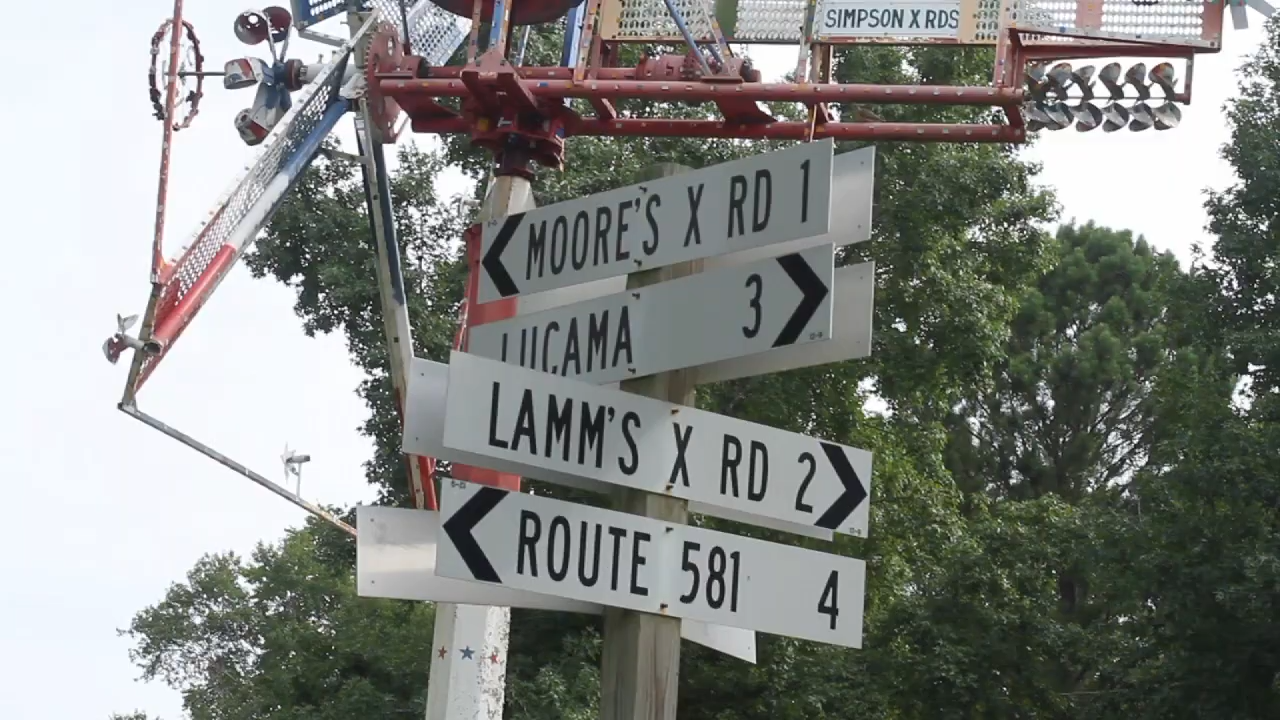 SIMPSON X RDS
MOORE'S X RD 1
LUCAMA 3
LAMM'S X RD 2
ROUTE 581 4